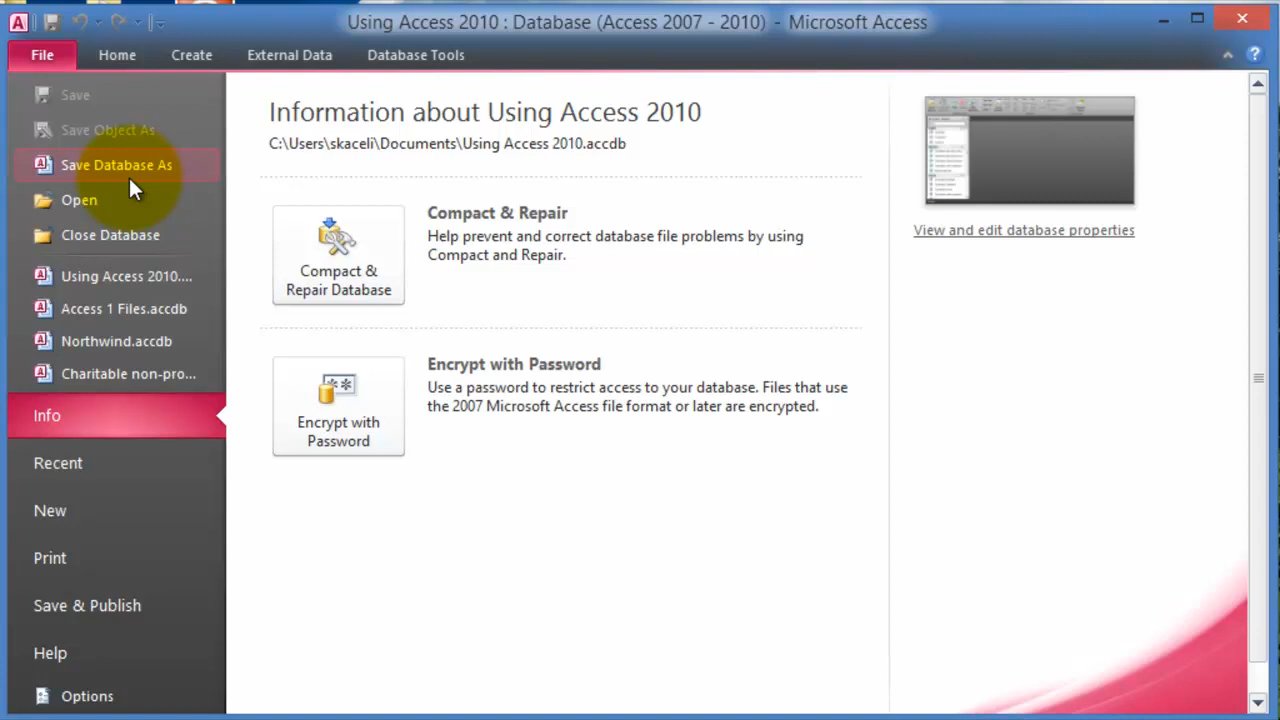 Using Access 2010 : Database (Access 2007 - 2010) - Microsoft Access
File Home Create External Data Database Tools
Save
Save Object As
Save Database As
Open
Close Database
Using Access 2010....
Access 1 Files.accdb
Northwind.accdb
Charitable non-pro...
Info
Recent
New
Print
Save & Publish
Help
Options
Information about Using Access 2010
C:\Users\skaceli\Documents\Using Access 2010.accdb
Compact &
Repair Database
Compact & Repair
Help prevent and correct database file problems by using
Compact and Repair.
Encrypt with
Password
Encrypt with Password
Use a password to restrict access to your database. Files that use
the 2007 Microsoft Access file format or later are encrypted.
View and edit database properties